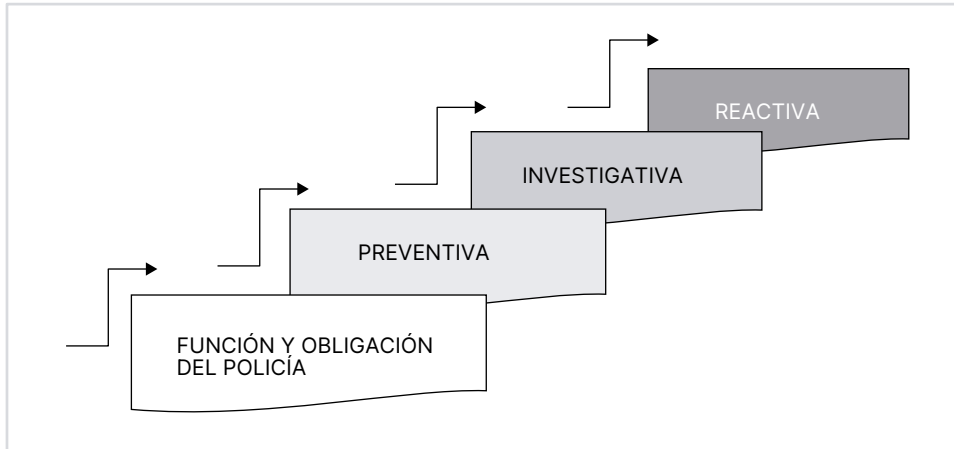 REACTIVA
INVESTIGATIVA
PREVENTIVA
FUNCIÓN Y OBLIGACIÓN
DEL POLICÍA